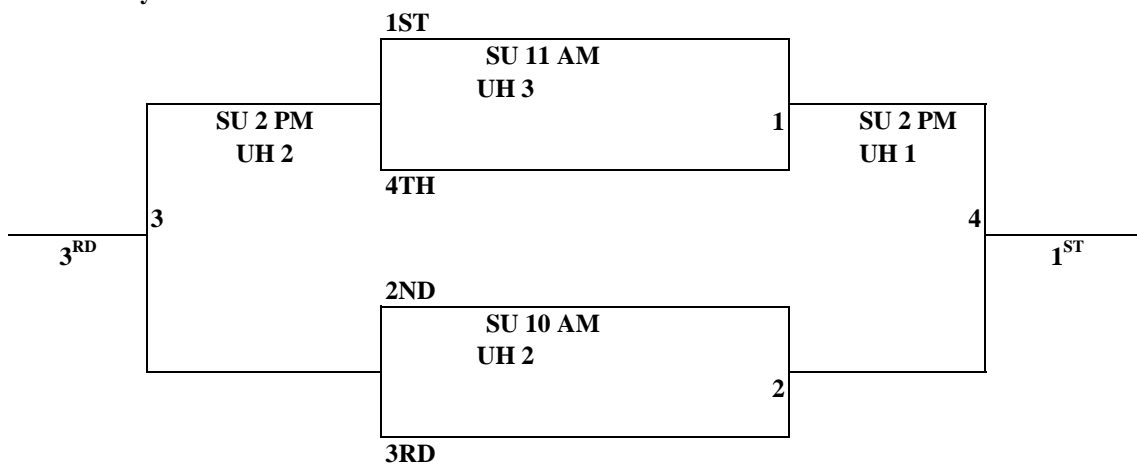 1ST
SU 11 AM
UH 3
SU 2 PM
UH 2
1
SU 2 PM
UH 1
4TH
3
4
3RD
1ST
2ND
SU 10 AM
UH 2
2
3RD